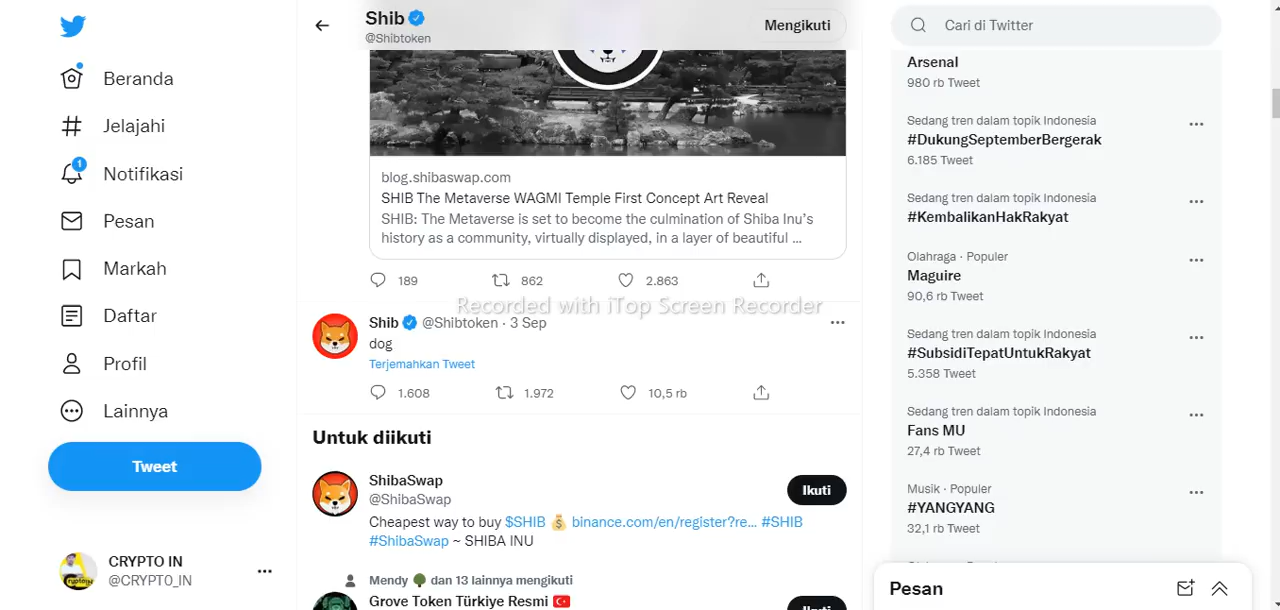 Beranda
Jelajahi
1
Notifikasi
Pesan
Markah
Daftar
Profil
Lainnya
Tweet
CRYPTO IN
@CRYPT0_IN
Shib
@Shibtoken
Mengikuti
blog.shibaswap.com
SHIB The Metaverse WAGMI Temple First Concept Art Reveal
SHIB: The Metaverse is set to become the culmination of Shiba Inu’s
history as a community, virtually displayed, in a layer of beautiful ...
189 862 2.863
Recorded with iTop Screen Recorder
Shib @Shibtoken · 3 Sep
dog
Terjemahkan Tweet
1.608 1.972 10,5 rb
Untuk diikuti
ShibaSwap
@ShibaSwap
Ikuti
Cheapest way to buy $SHIB 💰 binance.com/en/register?re... #SHIB
#ShibaSwap ~ SHIBA INU
Mendy 🌳 dan 13 lainnya mengikuti
Grove Token Türkiye Resmi 🇹🇷
Ikuti
Cari di Twitter
Arsenal
980 rb Tweet
Sedang tren dalam topik Indonesia
#DukungSeptemberBergerak
6.185 Tweet
Sedang tren dalam topik Indonesia
#KembalikanHakRakyat
Olahraga · Populer
Maguire
90,6 rb Tweet
Sedang tren dalam topik Indonesia
#SubsidiTepatUntukRakyat
5.358 Tweet
Sedang tren dalam topik Indonesia
Fans MU
27,4 rb Tweet
Musik · Populer
#YANGYANG
32,1 rb Tweet
Pesan